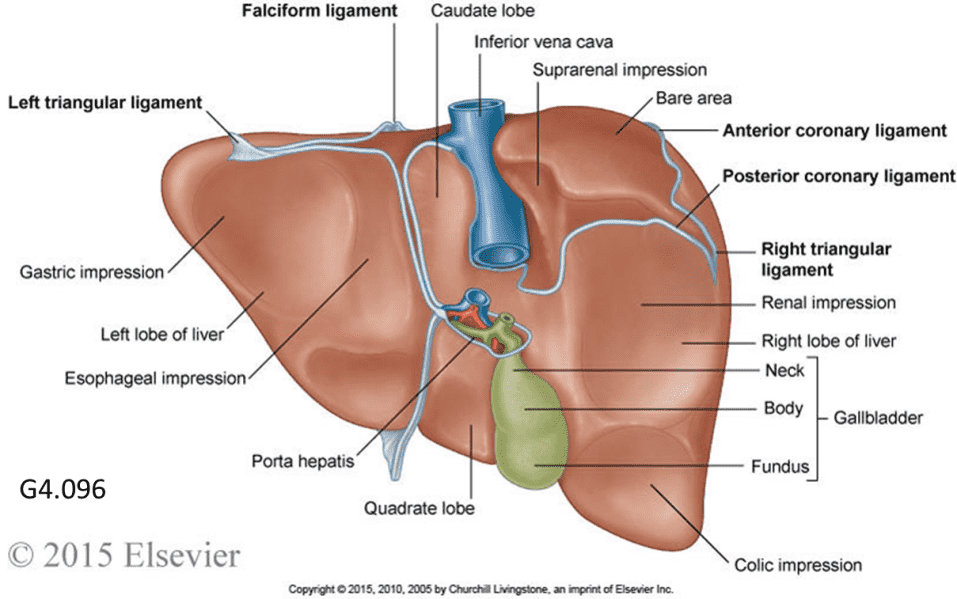 Falciform ligament
Caudate lobe
Inferior vena cava
Suprarenal impression
Bare area
Left triangular ligament
Anterior coronary ligament
Posterior coronary ligament
Right triangular
ligament
Gastric impression
Renal impression
Left lobe of liver
Right lobe of liver
Esophageal impression
Neck
Body
Gallbladder
Porta hepatis
Fundus
G4.096
Quadrate lobe
© 2015 Elsevier
Colic impression
Copyright © 2015, 2010, 2005 by Churchill Livingstone, an imprint of Elsevier Inc.